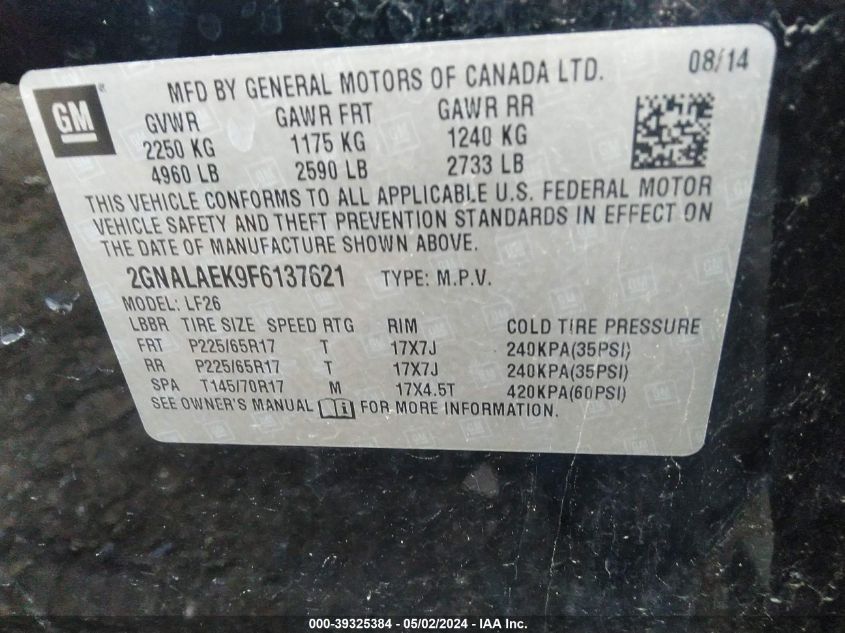 MFD BY GENERAL MOTORS OF CANADA LTD. 08/14
GM
GVWR GAWR FRT GAWR RR
2250 KG 1175 KG 1240 KG
4960 LB 2590 LB 2733 LB
THIS VEHICLE CONFORMS TO ALL APPLICABLE U.S. FEDERAL MOTOR
VEHICLE SAFETY AND THEFT PREVENTION STANDARDS IN EFFECT ON
THE DATE OF MANUFACTURE SHOWN ABOVE.
2GNALAEK9F6137621 TYPE: M.P.V.
MODEL: LF26
LBBR TIRE SIZE SPEED RTG RIM COLD TIRE PRESSURE
FRT P225/65R17 T 17X7J 240KPA(35PSI)
RR P225/65R17 T 17X7J 240KPA(35PSI)
SPA T145/70R17 M 17X4.5T 420KPA(60PSI)
SEE OWNER'S MANUAL FOR MORE INFORMATION.
000-39325384 - 05/02/2024 - IAA Inc.